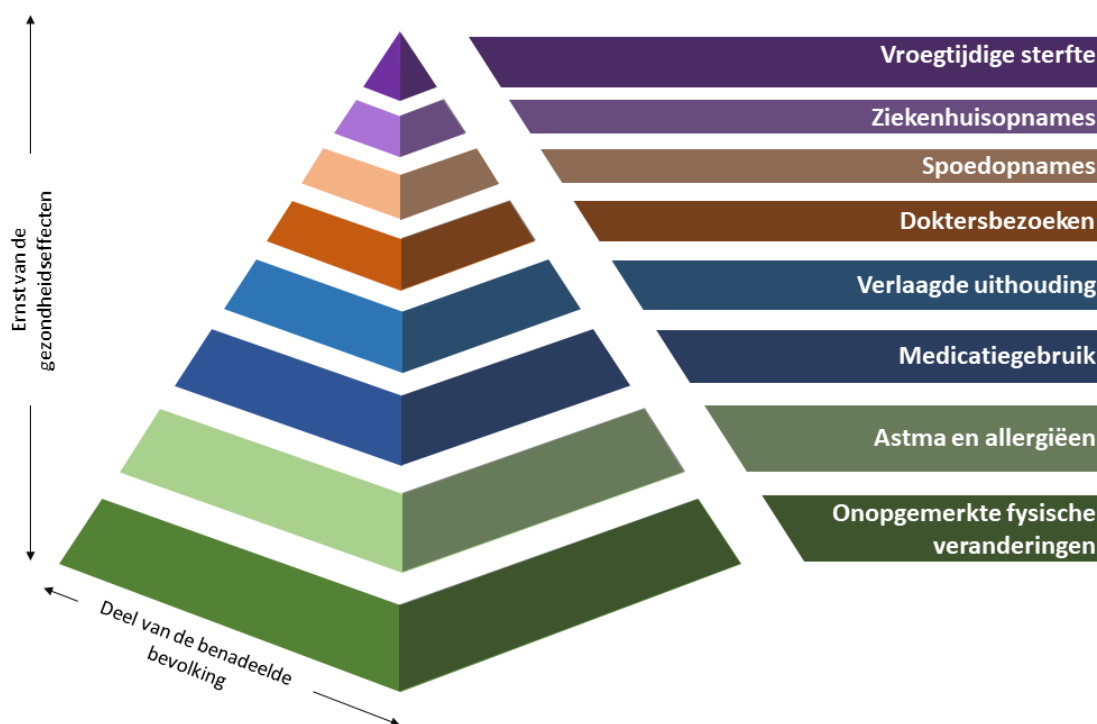 Vroegtijdige sterfte
Ziekenhuisopnames
Spoedopnames
Doktersbezoeken
Verlaagde uithouding
Medicatiegebruik
Astma en allergiëen
Onopgemerkte fysische
veranderingen
Ernst van de
gezondheidseffecten
Deel van de benadeelde
bevolking